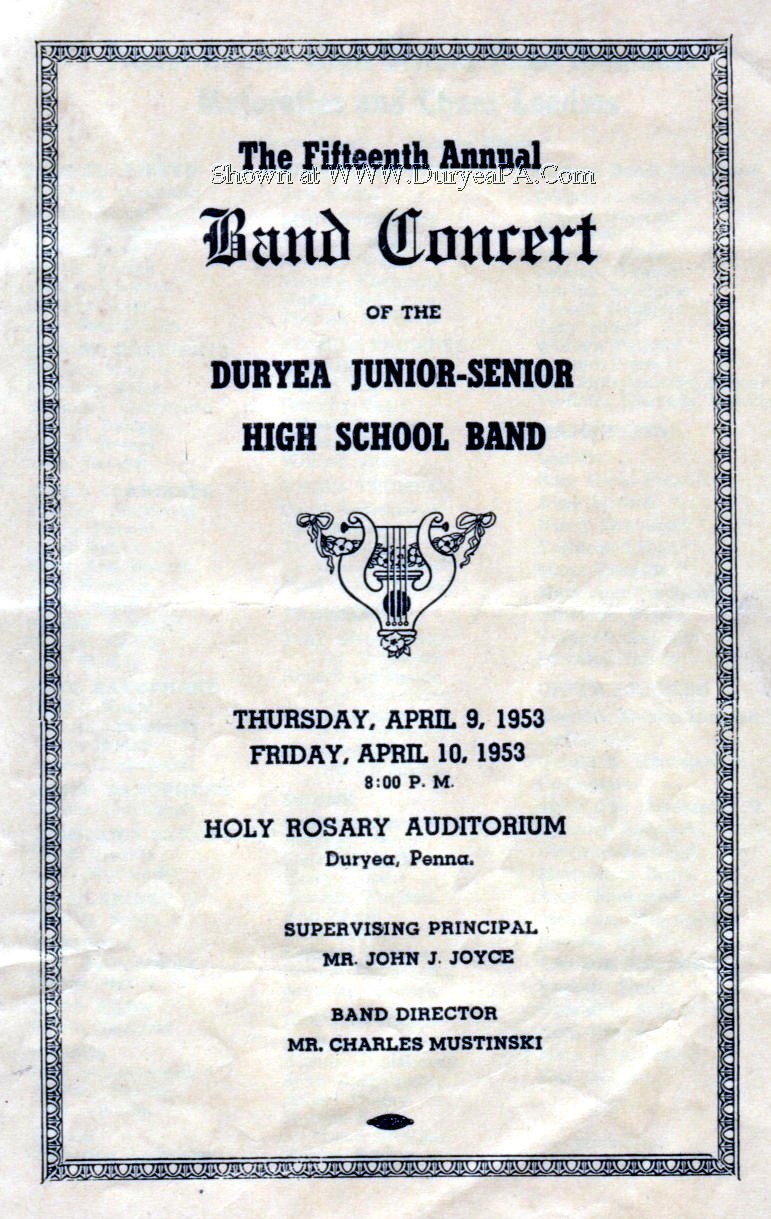 The Fifteenth Annual
Shown at WWW.DuryeaPA.Com
Band Concert
OF THE
DURYEA JUNIOR-SENIOR
HIGH SCHOOL BAND
THURSDAY, APRIL 9, 1953
FRIDAY, APRIL 10, 1953
8:00 P. M.
HOLY ROSARY AUDITORIUM
Duryea, Penna.
SUPERVISING PRINCIPAL
MR. JOHN J. JOYCE
BAND DIRECTOR
MR. CHARLES MUSTINSKI